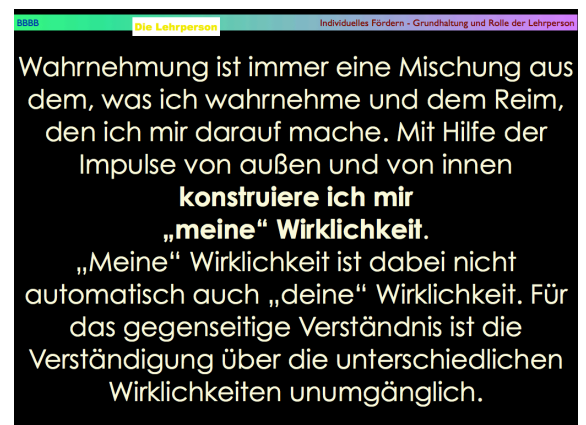 BBBB
Die Lehrperson
Individuelles Fördern - Grundhaltung und Rolle der Lehrperson
Wahrnehmung ist immer eine Mischung aus
dem, was ich wahrnehme und dem Reim,
den ich mir darauf mache. Mit Hilfe der
Impulse von außen und von innen
konstruiere ich mir
„meine“ Wirklichkeit.
„Meine“ Wirklichkeit ist dabei nicht
automatisch auch „deine“ Wirklichkeit. Für
das gegenseitige Verständnis ist die
Verständigung über die unterschiedlichen
Wirklichkeiten unumgänglich.